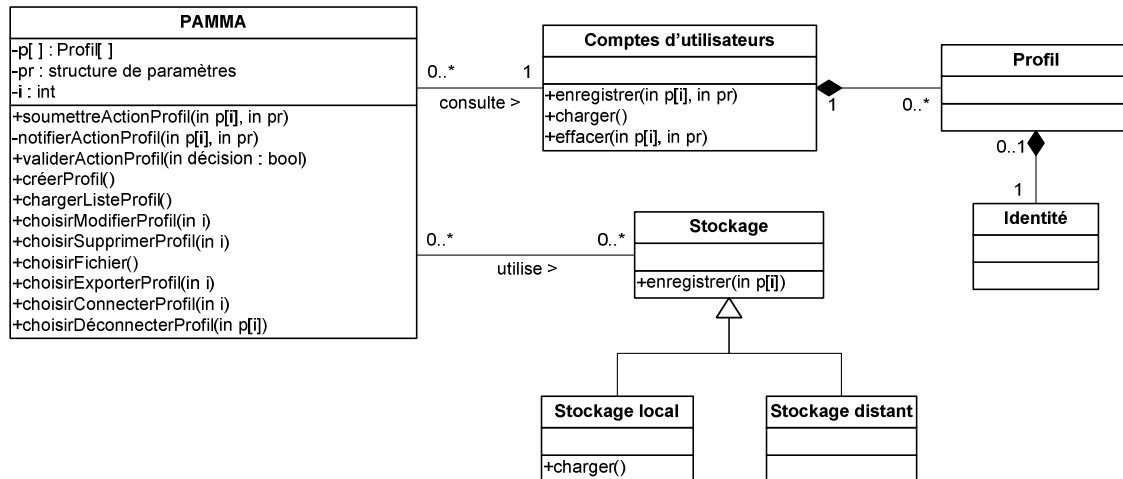 PAMMA
-p[ ] : Profil[ ]
-pr : structure de paramètres
-i : int
+soumettreActionProfil(in p[i], in pr)
-notifierActionProfil(in p[i], in pr)
+validerActionProfil(in décision : bool)
+créerProfil()
+chargerListeProfil()
+choisirModifierProfil(in i)
+choisirSupprimerProfil(in i)
+choisirFichier()
+choisirExporterProfil(in i)
+choisirConnecterProfil(in i)
+choisirDéconnecterProfil(in p[i])
0..*
1
consulte >
Comptes d’utilisateurs
+enregistrer(in p[i], in pr)
+charger()
+effacer(in p[i], in pr)
1
0..*
Profil
0..1
1
Identité
0..*
0..*
utilise >
Stockage
+enregistrer(in p[i])
Stockage local
+charger()
Stockage distant